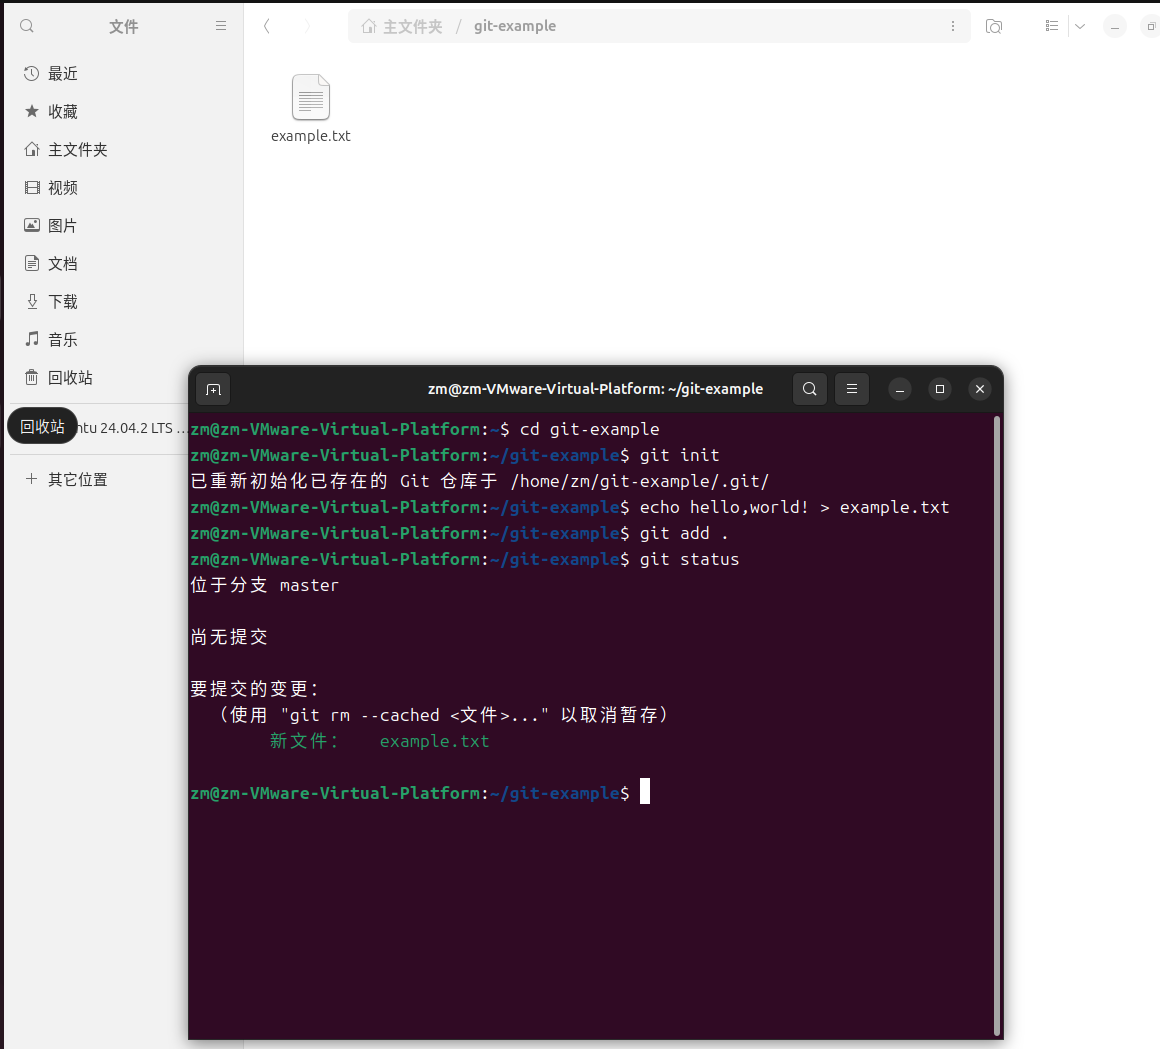 文件
主文件夹 / git-example
最近
收藏
主文件夹
视频
图片
文档
下载
音乐
回收站
回收站
ntu 24.04.2 LTS ...
+ 其它位置
example.txt
zm@zm-VMware-Virtual-Platform: ~/git-example
zm@zm-VMware-Virtual-Platform:~$ cd git-example
zm@zm-VMware-Virtual-Platform:~/git-example$ git init
已重新初始化已存在的 Git 仓库于 /home/zm/git-example/.git/
zm@zm-VMware-Virtual-Platform:~/git-example$ echo hello,world! > example.txt
zm@zm-VMware-Virtual-Platform:~/git-example$ git add .
zm@zm-VMware-Virtual-Platform:~/git-example$ git status
位于分支 master
尚无提交
要提交的变更：
（使用 "git rm --cached <文件>..." 以取消暂存）
新文件： example.txt
zm@zm-VMware-Virtual-Platform:~/git-example$